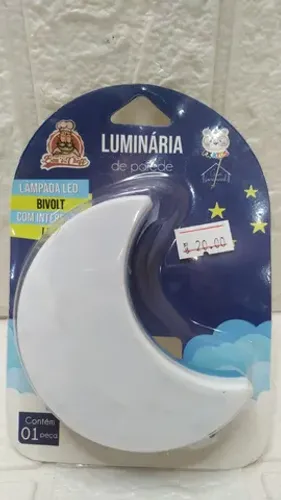 LUMINÁRIA
de parede
LAMPADA LED
BIVOLT
COM INTER
20.00
Contém
01 peça